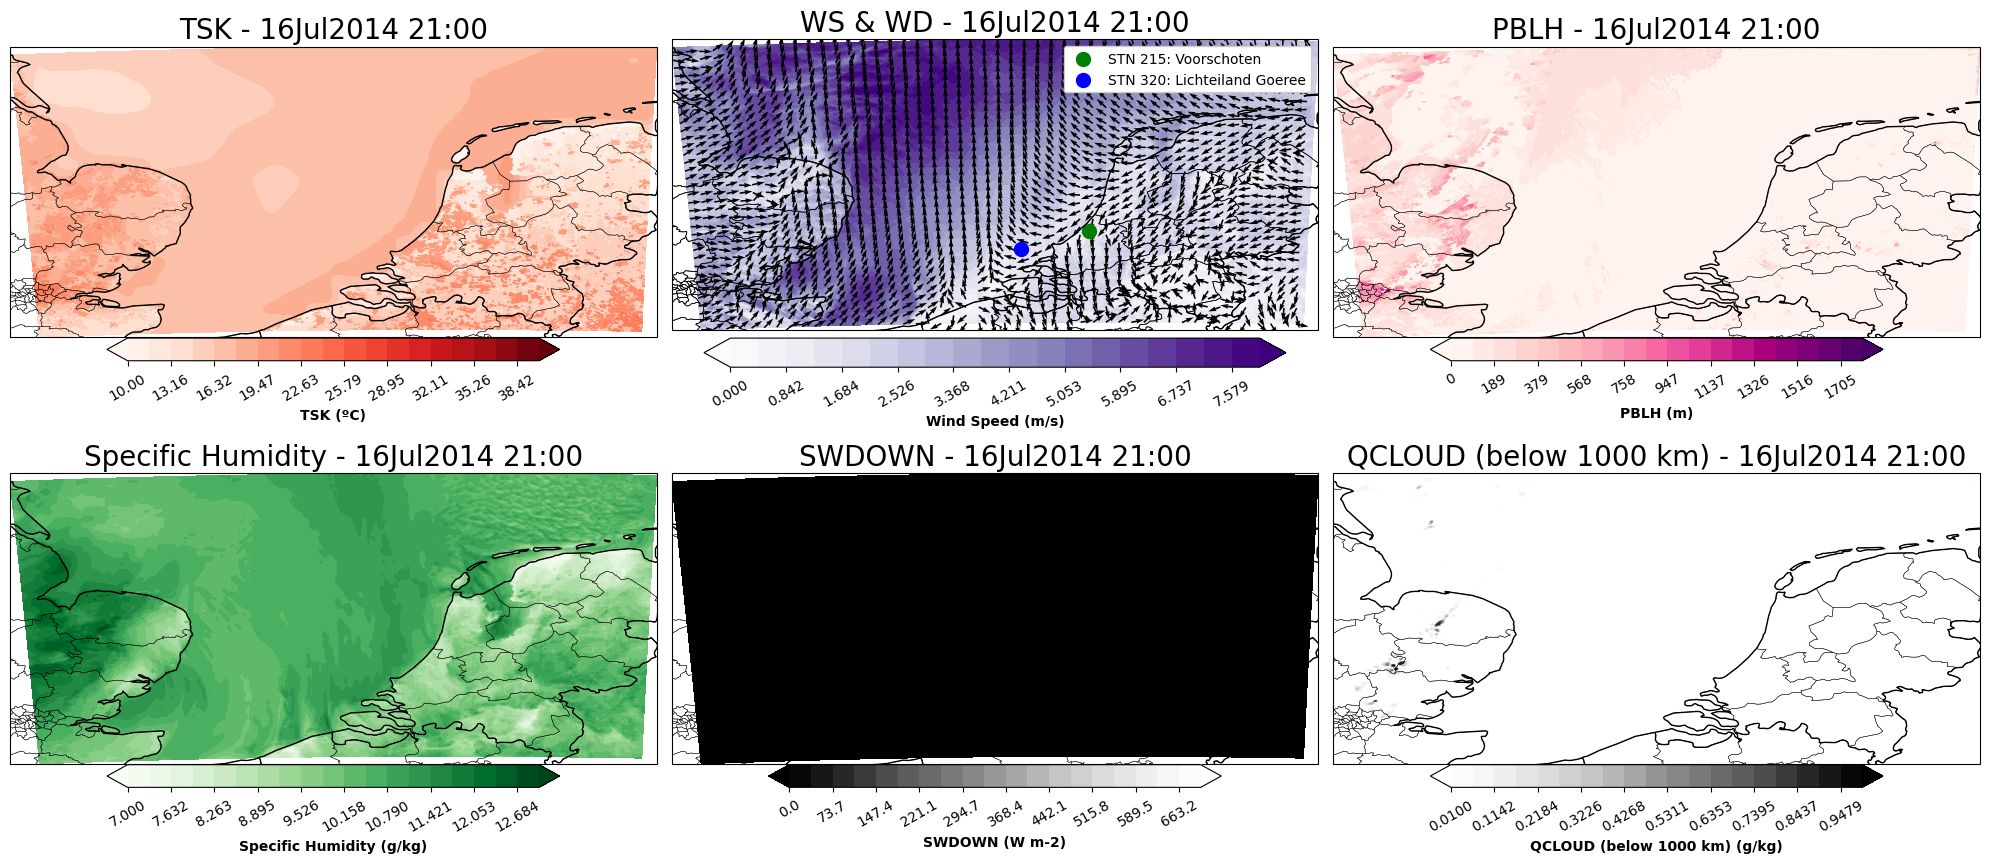 TSK - 16Jul2014 21:00
WS & WD - 16Jul2014 21:00
PBLH - 16Jul2014 21:00
STN 215: Voorschoten
STN 320: Lichteiland Goeree
10.00 13.16 16.32 19.47 22.63 25.79 28.95 32.11 35.26 38.42
TSK (ºC)
0.000 0.842 1.684 2.526 3.368 4.211 5.053 5.895 6.737 7.579
Wind Speed (m/s)
0 189 379 568 758 947 1137 1326 1516 1705
PBLH (m)
Specific Humidity - 16Jul2014 21:00
SWDOWN - 16Jul2014 21:00
QCLOUD (below 1000 km) - 16Jul2014 21:00
7.000 7.632 8.263 8.895 9.526 10.158 10.790 11.421 12.053 12.684
Specific Humidity (g/kg)
0.0 73.7 147.4 221.1 294.7 368.4 442.1 515.8 589.5 663.2
SWDOWN (W m-2)
0.0100 0.1142 0.2184 0.3226 0.4268 0.5311 0.6353 0.7395 0.8437 0.9479
QCLOUD (below 1000 km) (g/kg)